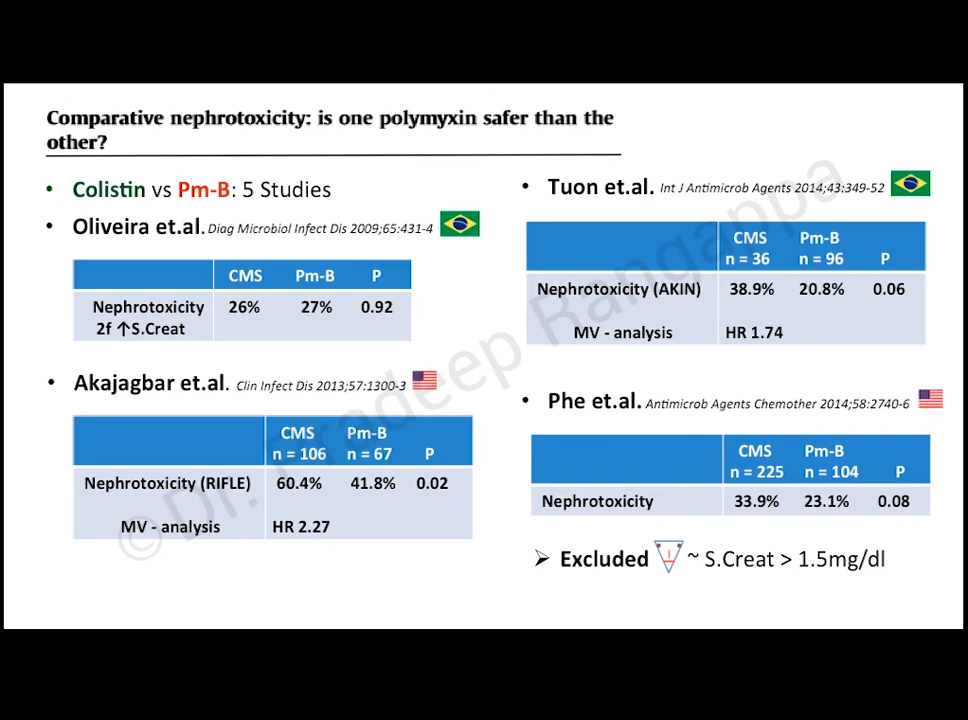 Comparative nephrotoxicity: is one polymyxin safer than the
other?
• Colistin vs Pm-B: 5 Studies
• Oliveira et.al. Diag Microbiol Infect Dis 2009;65:431-4
CMS Pm-B P
Nephrotoxicity 26% 27% 0.92
2f ↑S.Creat
• Akajagbar et.al. Clin Infect Dis 2013;57:1300-3
CMS Pm-B
n = 106 n = 67 P
Nephrotoxicity (RIFLE) 60.4% 41.8% 0.02
MV - analysis HR 2.27
• Tuon et.al. Int J Antimicrob Agents 2014;43:349-52
CMS Pm-B
n = 36 n = 96 P
Nephrotoxicity (AKIN) 38.9% 20.8% 0.06
MV - analysis HR 1.74
• Phe et.al. Antimicrob Agents Chemother 2014;58:2740-6
CMS Pm-B
n = 225 n = 104 P
Nephrotoxicity 33.9% 23.1% 0.08
➢ Excluded ~ S.Creat > 1.5mg/dl
© Dr. Pradeep Rangappa